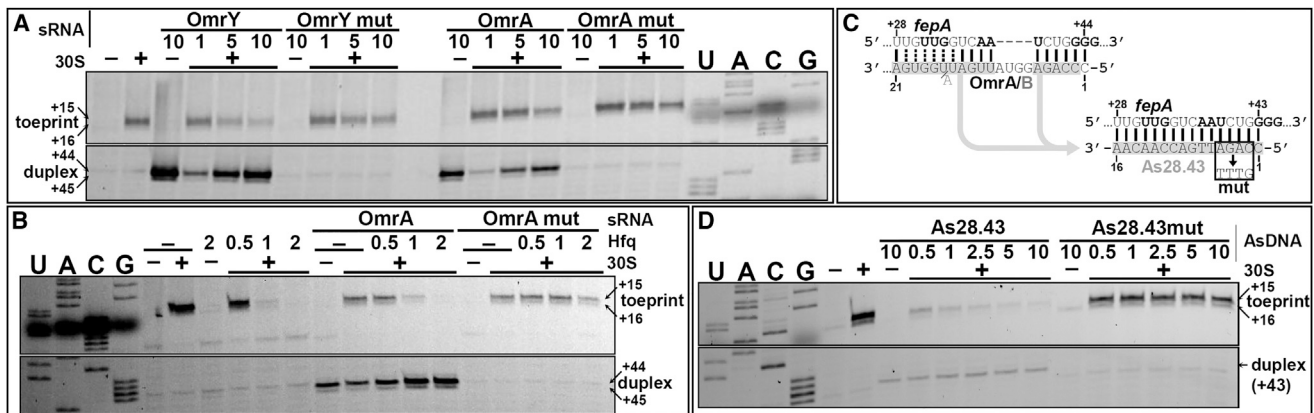 A
sRNA OmrY OmrY mut OmrA OmrA mut
10 1 5 10 10 1 5 10 10 1 5 10 10 1 5 10
30S – + – + – + – + – + U A C G
+15
toeprint
+16
+44
duplex
+45
B
OmrA OmrA mut sRNA
– 2 0.5 1 2 – 0.5 1 2 – 0.5 1 2 Hfq
U A C G – + – + – + – + 30S
+15
toeprint
+16
+44
duplex
+45
C
+28 fepA +44
5’ …UUGUUGGUCAA----UCUGGGG…3’
3’ –AGUGGUUAGUUAUGGAGACCC–5’
A
21 OmrA/B 1
+28 fepA +43
5’ …UUGUUGGUCAAUCUGGGG…3’
3’ –AACAACCAGTTAGACC–5’
16 As28.43 TTTG 1
mut
D
As28.43 As28.43mut AsDNA
10 0.5 1 2.5 5 10 10 0.5 1 2.5 5 10
U A C G – + – + – + 30S
+15
toeprint
+16
duplex
(+43)